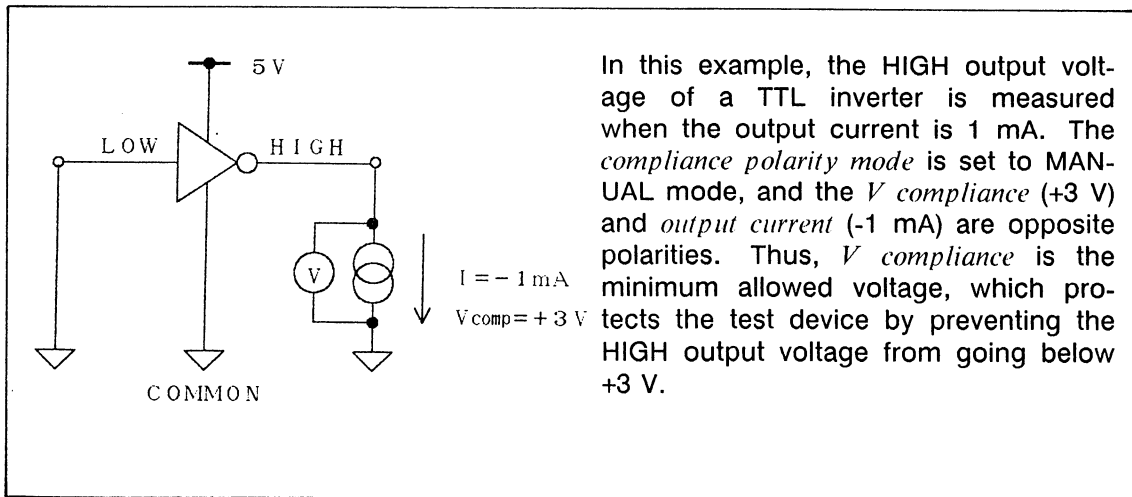 5V
LOW
HIGH
V
I = - 1 mA
Vcomp= + 3 V
COMMON
In this example, the HIGH output volt-
age of a TTL inverter is measured
when the output current is 1 mA. The
compliance polarity mode is set to MAN-
UAL mode, and the V compliance (+3 V)
and output current (-1 mA) are opposite
polarities. Thus, V compliance is the
minimum allowed voltage, which pro-
tects the test device by preventing the
HIGH output voltage from going below
+3 V.